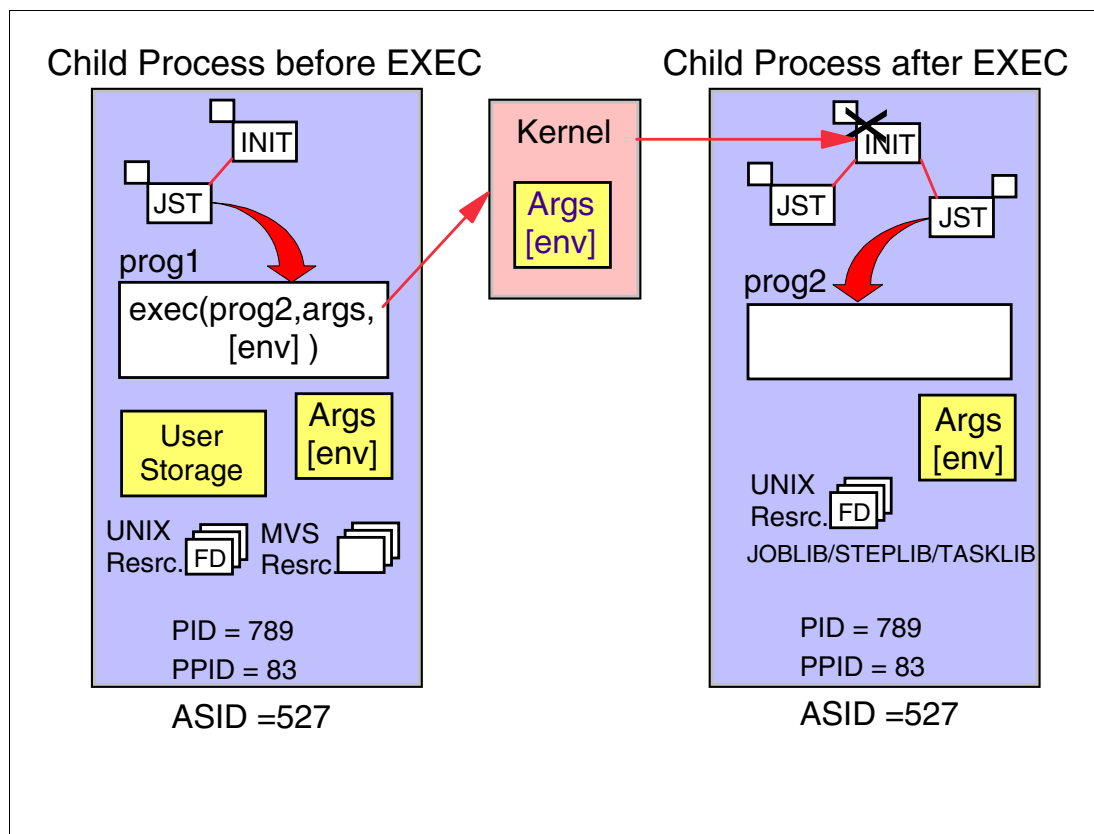 Child Process before EXEC
INIT
JST
prog1
exec(prog2,args,
[env] )
User
Storage
Args
[env]
UNIX
Resrc.
FD
MVS
Resrc.
PID = 789
PPID = 83
ASID =527
Kernel
Args
[env]
Child Process after EXEC
INIT
JST
JST
prog2
Args
[env]
UNIX
Resrc.
FD
JOBLIB/STEPLIB/TASKLIB
PID = 789
PPID = 83
ASID =527